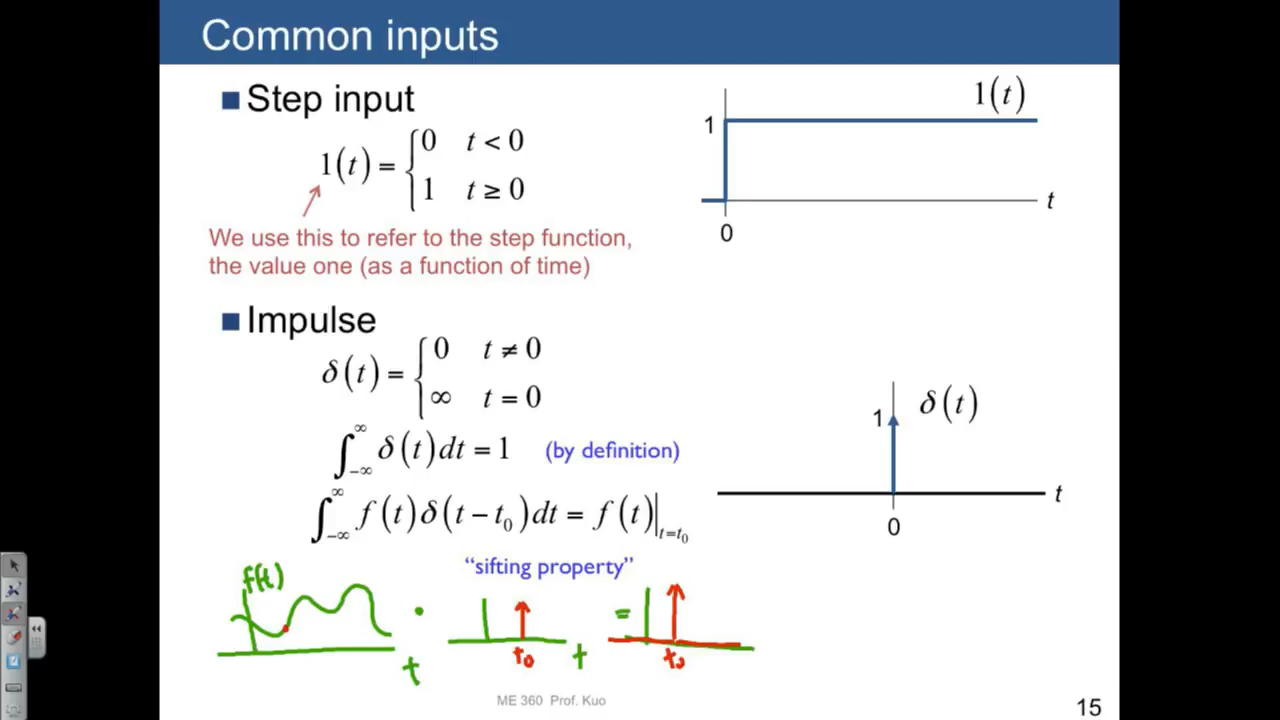 Common inputs
Step input
1(t) = { 0 t < 0
1 t ≥ 0
We use this to refer to the step function,
the value one (as a function of time)
1(t)
1
t
0
Impulse
δ(t) = { 0 t ≠ 0
∞ t = 0
∫_{-∞}^{∞} δ(t)dt = 1 (by definition)
∫_{-∞}^{∞} f(t)δ(t − t₀)dt = f(t)|_{t=t₀}
“sifting property”
δ(t)
1
t
0
f(t)
t
·
t₀
t
=
t₀
ME 360 Prof. Kuo
15